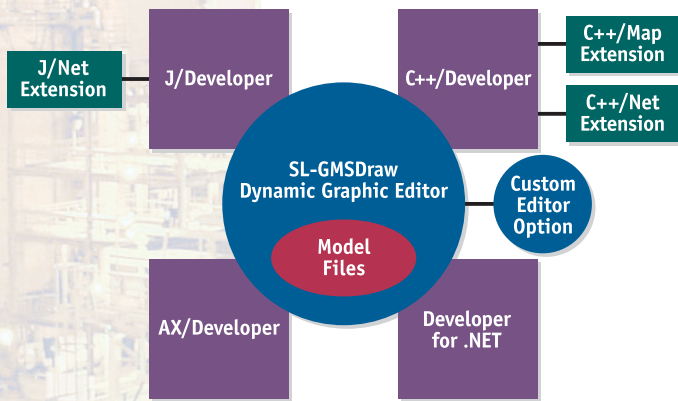 J/Net
Extension
J/Developer
C++/Developer
C++/Map
Extension
C++/Net
Extension
SL-GMSDraw
Dynamic Graphic Editor
Custom
Editor
Option
Model
Files
AX/Developer
Developer
for .NET